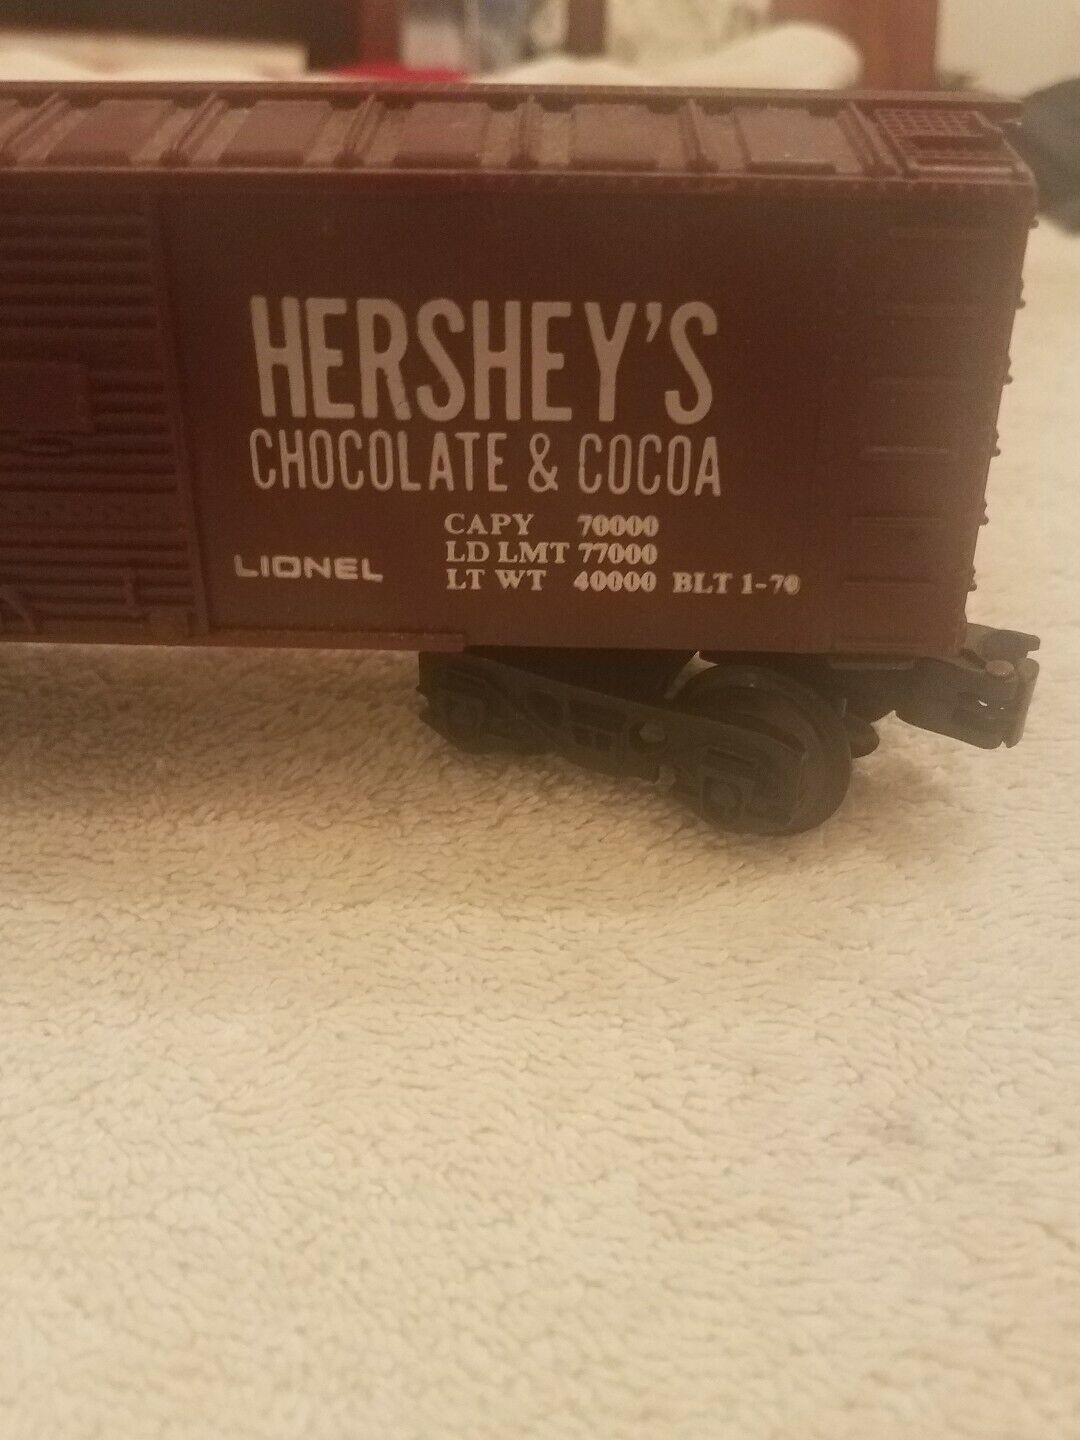 HERSHEY'S
CHOCOLATE & COCOA
CAPY 70000
LD LMT 77000
LIONEL
LT WT 40000 BLT 1-70